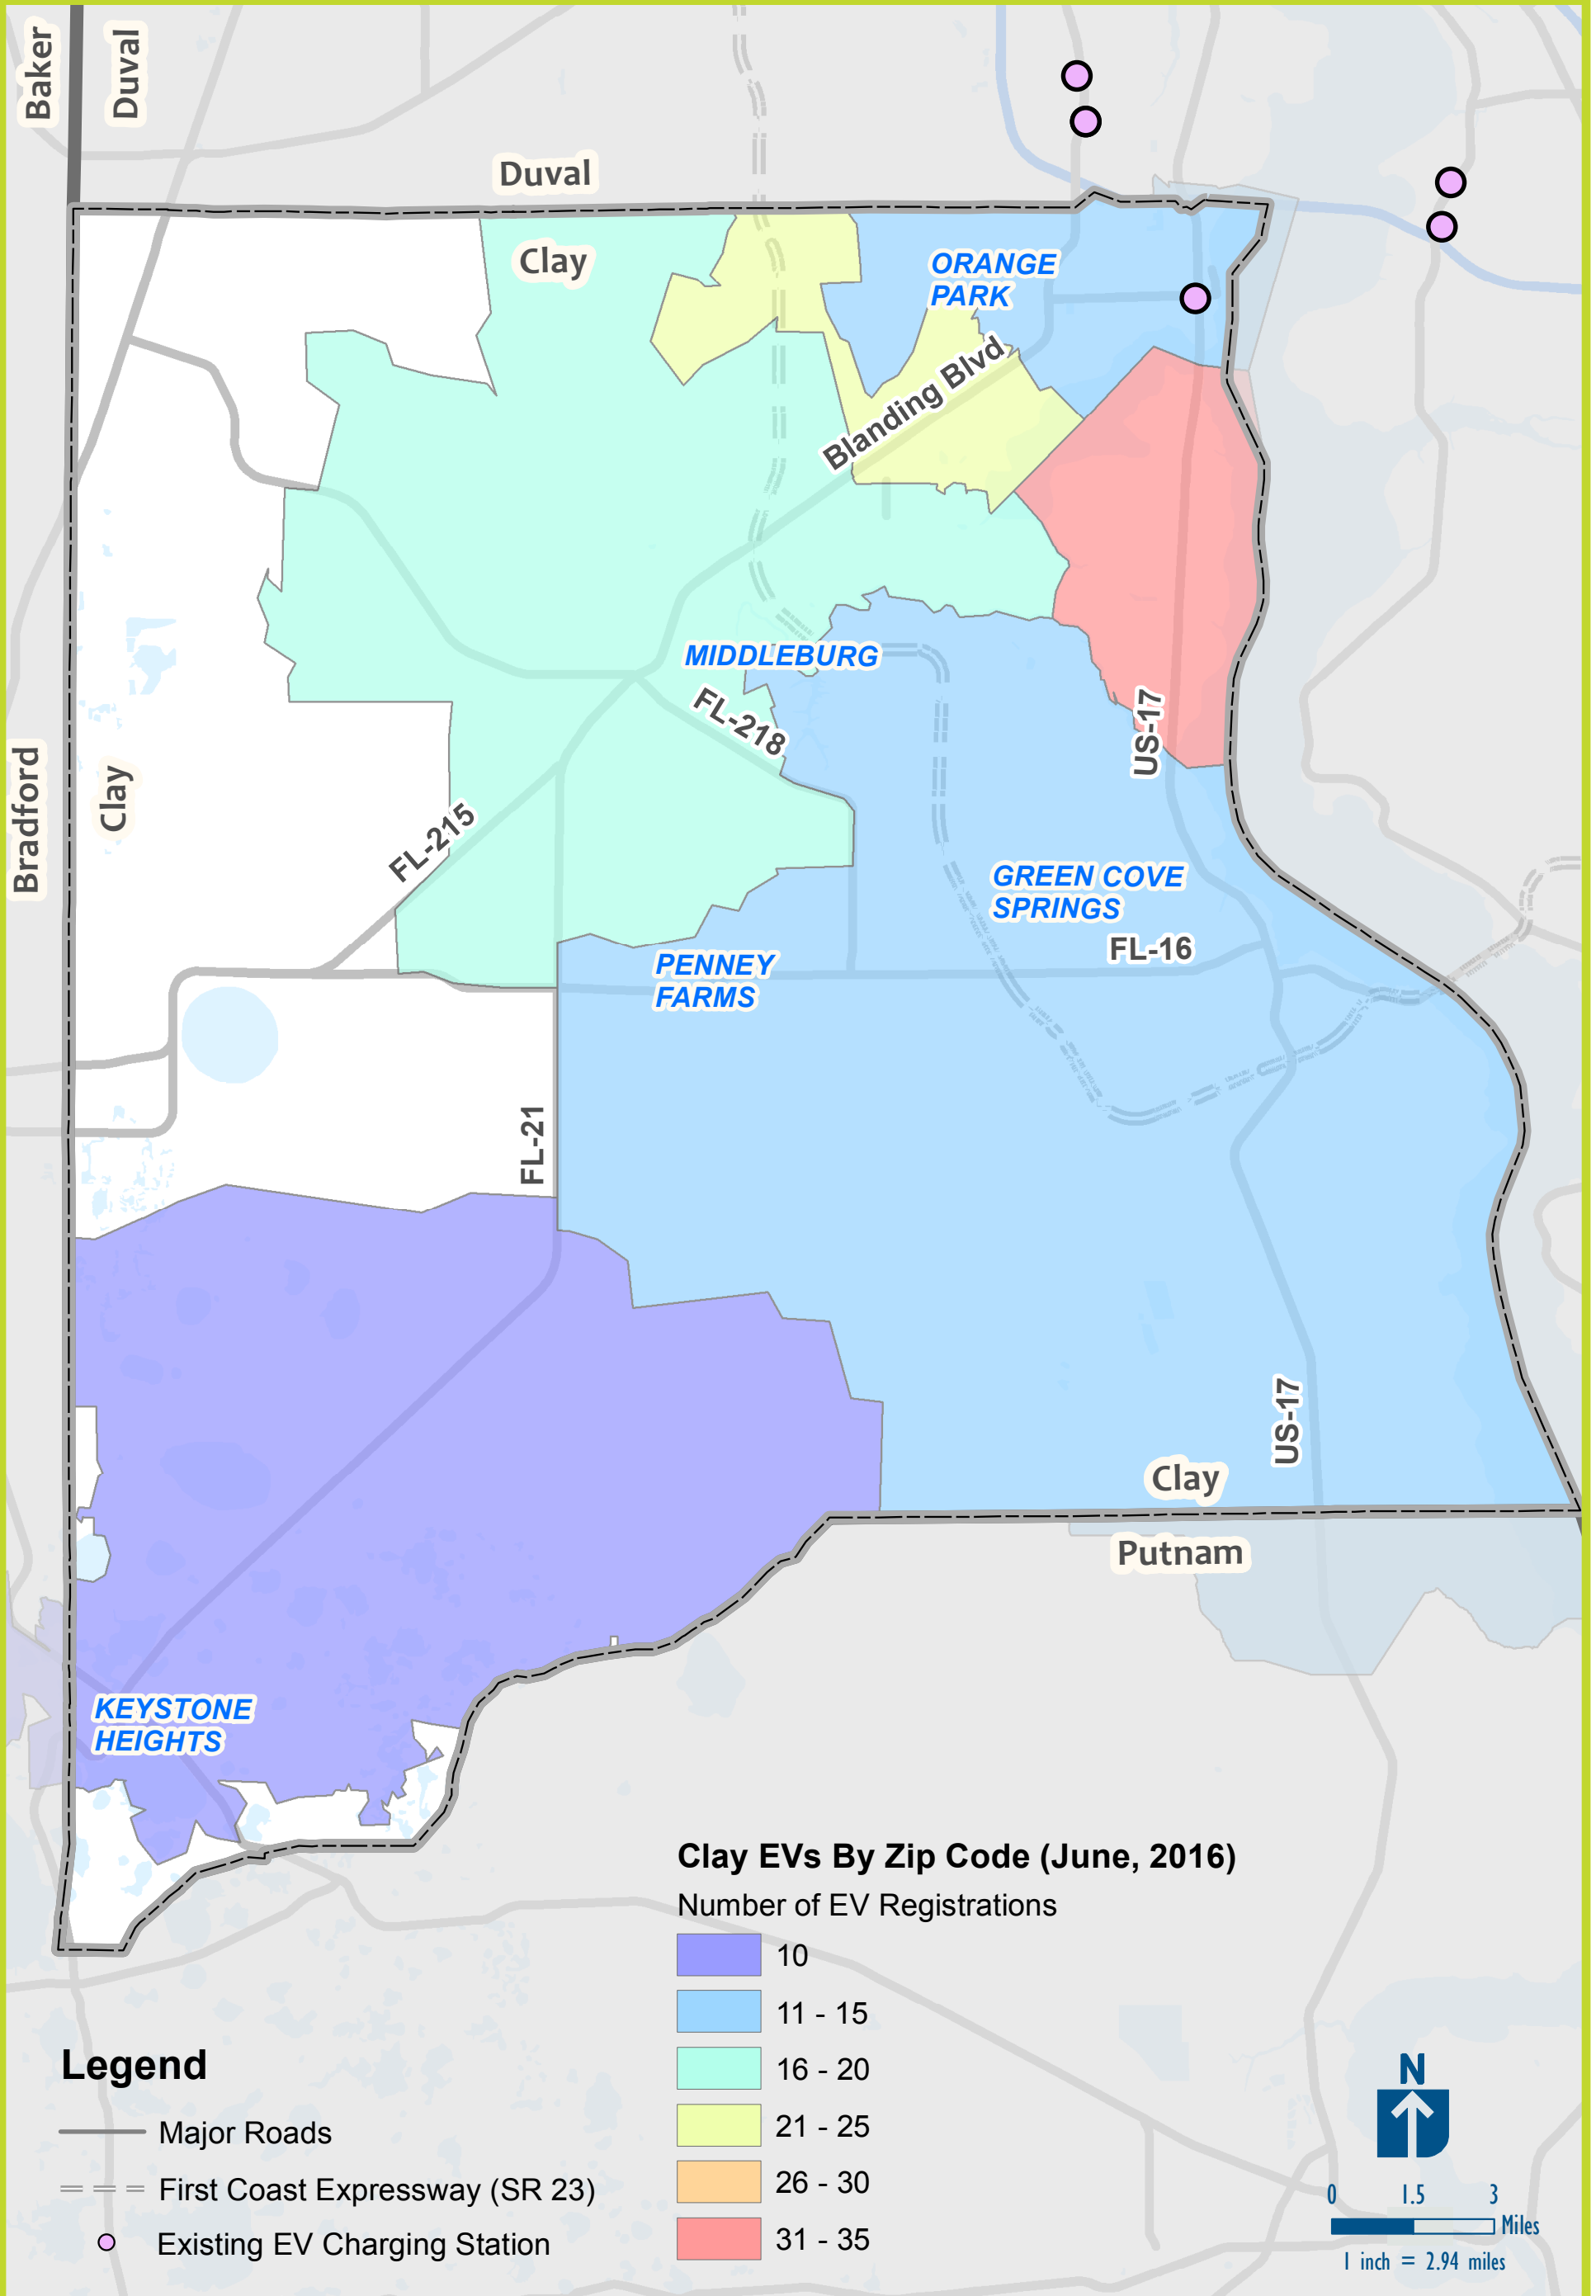 Baker
Duval
Duval
Clay
ORANGE
PARK
Blanding Blvd
MIDDLEBURG
FL-218
US-17
Bradford
Clay
FL-215
GREEN COVE
SPRINGS
FL-16
PENNEY
FARMS
FL-21
US-17
Clay
Putnam
KEYSTONE
HEIGHTS
Clay EVs By Zip Code (June, 2016)
Number of EV Registrations
10
11 - 15
16 - 20
21 - 25
26 - 30
31 - 35
Legend
Major Roads
First Coast Expressway (SR 23)
Existing EV Charging Station
N
0 1.5 3
Miles
1 inch = 2.94 miles